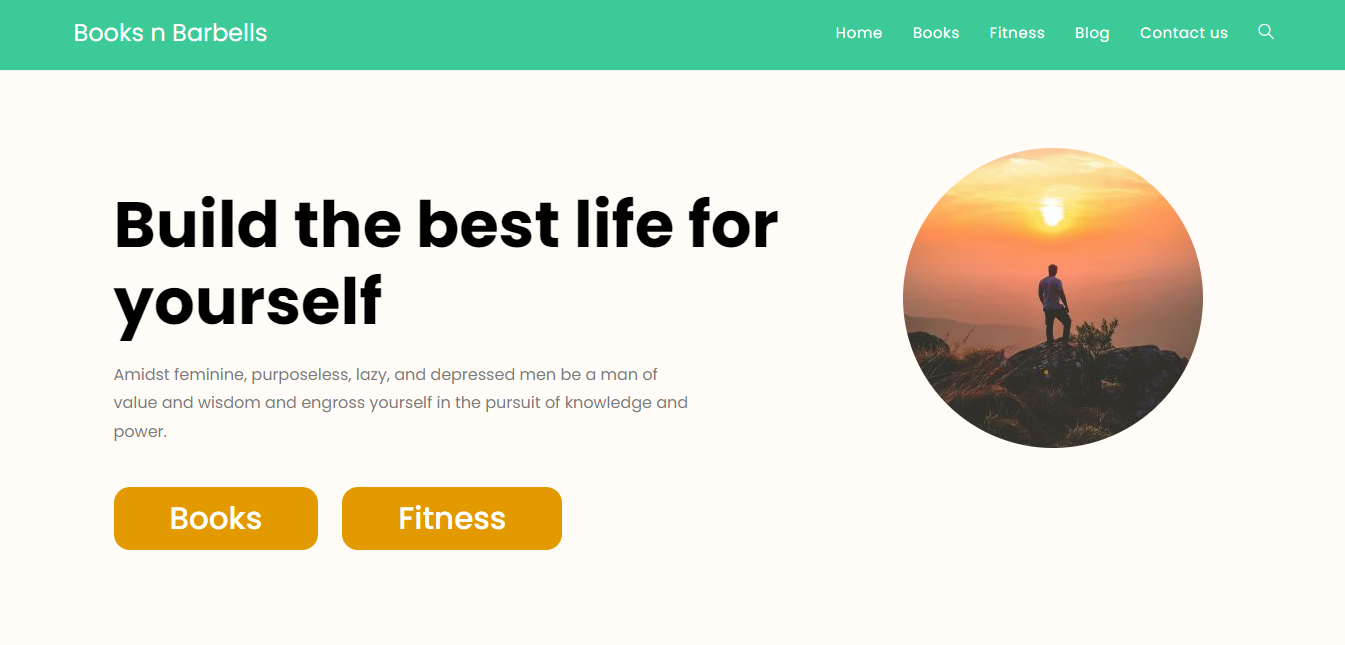 Books n Barbells
Home Books Fitness Blog Contact us
Build the best life for
yourself
Amidst feminine, purposeless, lazy, and depressed men be a man of
value and wisdom and engross yourself in the pursuit of knowledge and
power.
Books Fitness